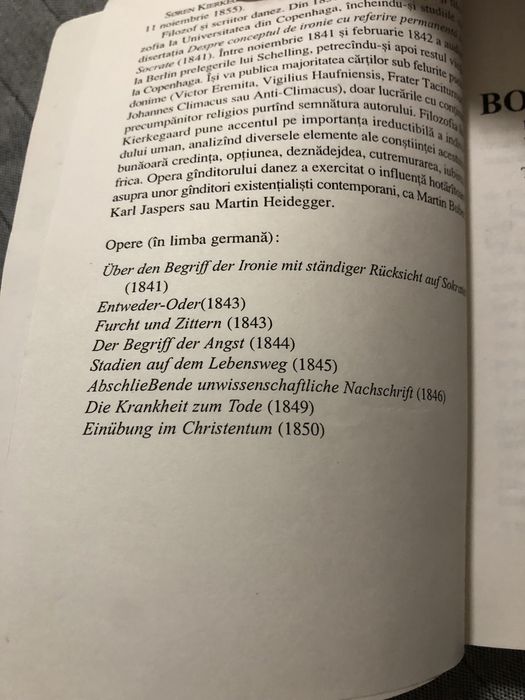 SØREN
11 noiembrie 1855).
Filozof și scriitor danez. Din
zofia la Universitatea din Copenhaga, încheindu-și studiile
disertația Despre conceptul de ironie cu referire permanentă
Socrate (1841). Între noiembrie 1841 și februarie 1842 a
la Berlin prelegerile lui Schelling, petrecîndu-și apoi restul
la Copenhaga. Își va publica majoritatea cărților sub felurite
donime (Victor Eremita, Vigilius Haufniensis, Frater Taciturnus
Johannes Climacus sau Anti-Climacus), doar lucrările cu
precumpănitor religios purtînd semnătura autorului. Filozofia
Kierkegaard pune accentul pe importanța ireductibilă a
dului uman, analizînd diversele elemente ale conștiinței
bunăoară credința, opțiunea, deznădejdea, cutremurarea,
frica. Opera gînditorului danez a exercitat o influență
asupra unor gînditori existențialiști contemporani, ca Martin
Karl Jaspers sau Martin Heidegger.
Opere (în limba germană):
Über den Begriff der Ironie mit ständiger Rücksicht auf
(1841)
Entweder-Oder(1843)
Furcht und Zittern (1843)
Der Begriff der Angst (1844)
Stadien auf dem Lebensweg (1845)
AbschlieBende unwissenschaftliche Nachschrift (1846)
Die Krankheit zum Tode (1849)
Einübung im Christentum (1850)
BO